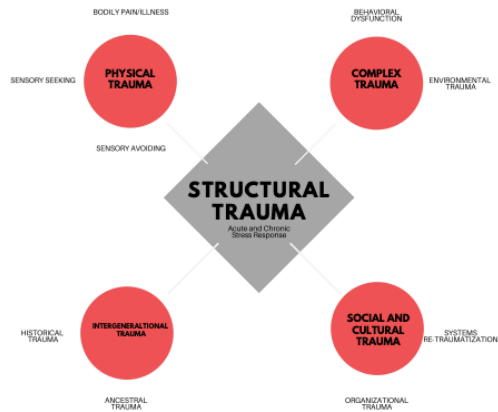 BODILY PAIN/ILLNESS
BEHAVIORAL
DYSFUNCTION
PHYSICAL
TRAUMA
SENSORY SEEKING
COMPLEX
TRAUMA
ENVIRONMENTAL
TRAUMA
SENSORY AVOIDING
STRUCTURAL
TRAUMA
Acute and Chronic
Stress Response
INTERGENERALTIONAL
TRAUMA
HISTORICAL
TRAUMA
SOCIAL AND
CULTURAL
TRAUMA
SYSTEMS
RE-TRAUMATIZATION
ANCESTRAL
TRAUMA
ORGANIZATIONAL
TRAUMA